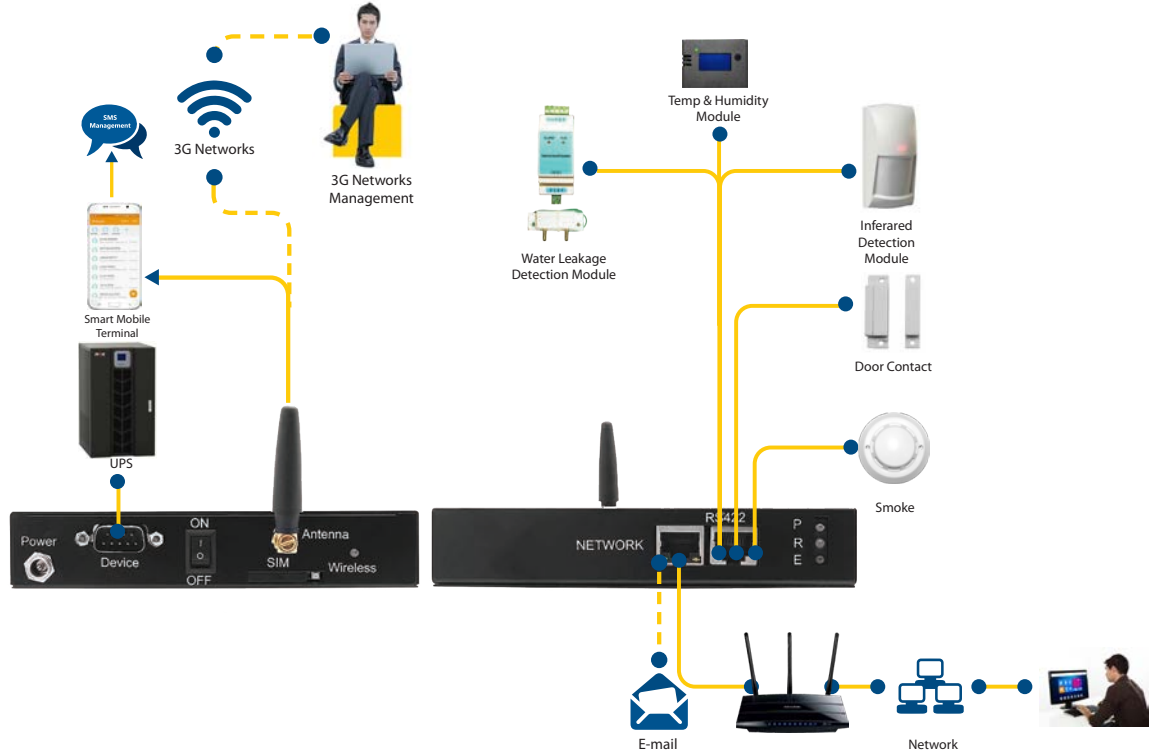 SMS
Management
3G Networks
3G Networks
Management
Smart Mobile
Terminal
UPS
Temp & Humidity
Module
Water Leakage
Detection Module
Inferared
Detection
Module
Door Contact
Smoke
Power
Device
ON
OFF
SIM
Antenna
Wireless
NETWORK
RS422
P
R
E
E-mail
Network